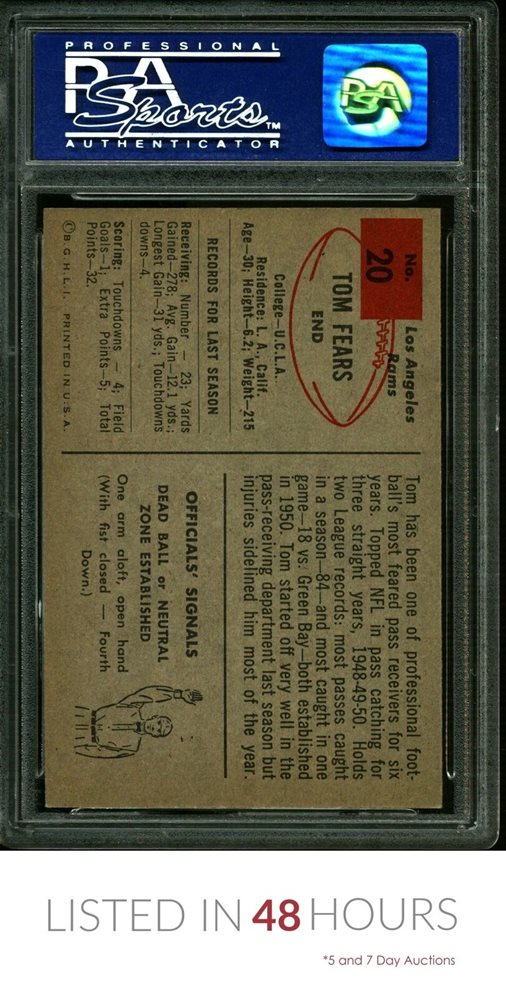 PROFESSIONAL
PSA
Sports™
AUTHENTICATOR
PSA
No.
20
Los Angeles
Rams
TOM FEARS
END
College—U.C.L.A.
Residence: L. A., Calif.
Age—30; Height—6.2; Weight—215
RECORDS FOR LAST SEASON
Receiving: Number — 23; Yards
Gained—278; Avg. Gain—12.1 yds.;
Longest Gain—31 yds.; Touchdowns
downs—4.
Scoring: Touchdowns — 4; Field
Goals—1; Extra Points—5; Total
Points—32.
©B.G.H.L.I. PRINTED IN U.S.A.
Tom has been one of professional foot-
ball's most feared pass receivers for six
years. Topped NFL in pass catching for
three straight years, 1948-49-50. Holds
two League records; most passes caught
in a season—84—and most caught in one
game—18 vs. Green Bay—both established
in 1950. Tom started off very well in the
pass-receiving department last season but
injuries sidelined him most of the year.
OFFICIALS' SIGNALS
DEAD BALL or NEUTRAL
ZONE ESTABLISHED
One arm aloft, open hand
(With fist closed — Fourth
Down.)
LISTED IN 48 HOURS
*5 and 7 Day Auctions